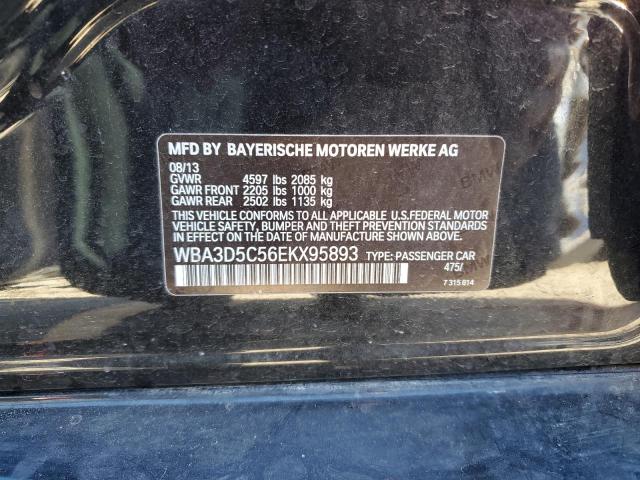 MFD BY BAYERISCHE MOTOREN WERKE AG
08/13
GVWR 4597 lbs 2085 kg
GAWR FRONT 2205 lbs 1000 kg
GAWR REAR 2502 lbs 1135 kg
THIS VEHICLE CONFORMS TO ALL APPLICABLE U.S.FEDERAL MOTOR
VEHICLE SAFETY, BUMPER AND THEFT PREVENTION STANDARDS
IN EFFECT ON DATE OF MANUFACTURE SHOWN ABOVE.
WBA3D5C56EKX95893 TYPE: PASSENGER CAR
475/
7 315 614